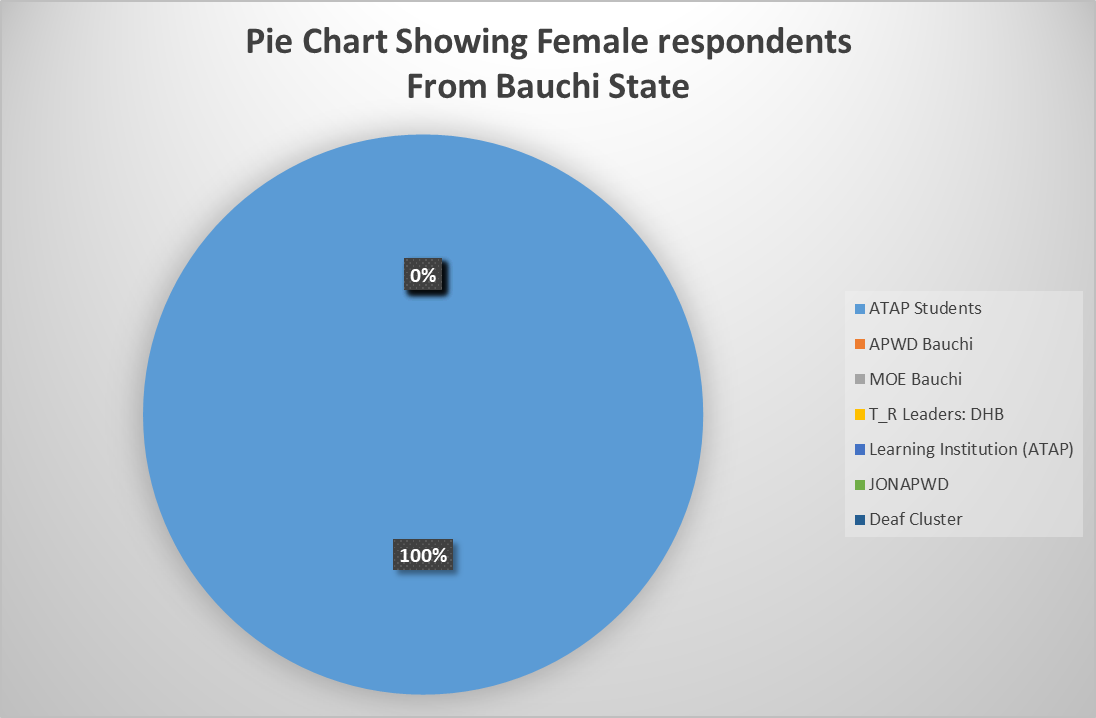 Pie Chart Showing Female respondents
From Bauchi State
0%
100%
ATAP Students
APWD Bauchi
MOE Bauchi
T_R Leaders: DHB
Learning Institution (ATAP)
JONAPWD
Deaf Cluster